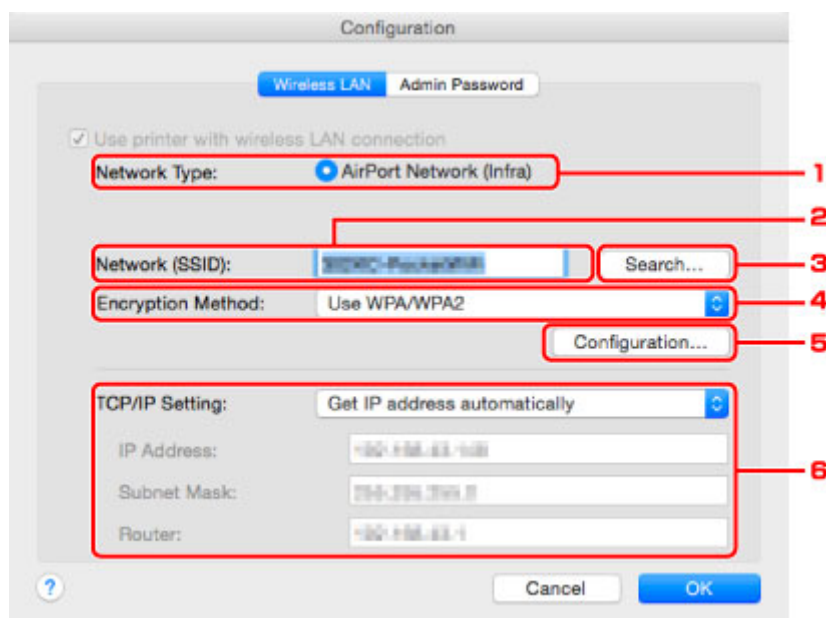 Configuration
Wireless LAN Admin Password
Use printer with wireless LAN connection
Network Type: AirPort Network (Infra) 1
2
Network (SSID): Search... 3
Encryption Method: Use WPA/WPA2 4
Configuration... 5
TCP/IP Setting: Get IP address automatically
IP Address:
6
Subnet Mask:
Router:
? Cancel OK